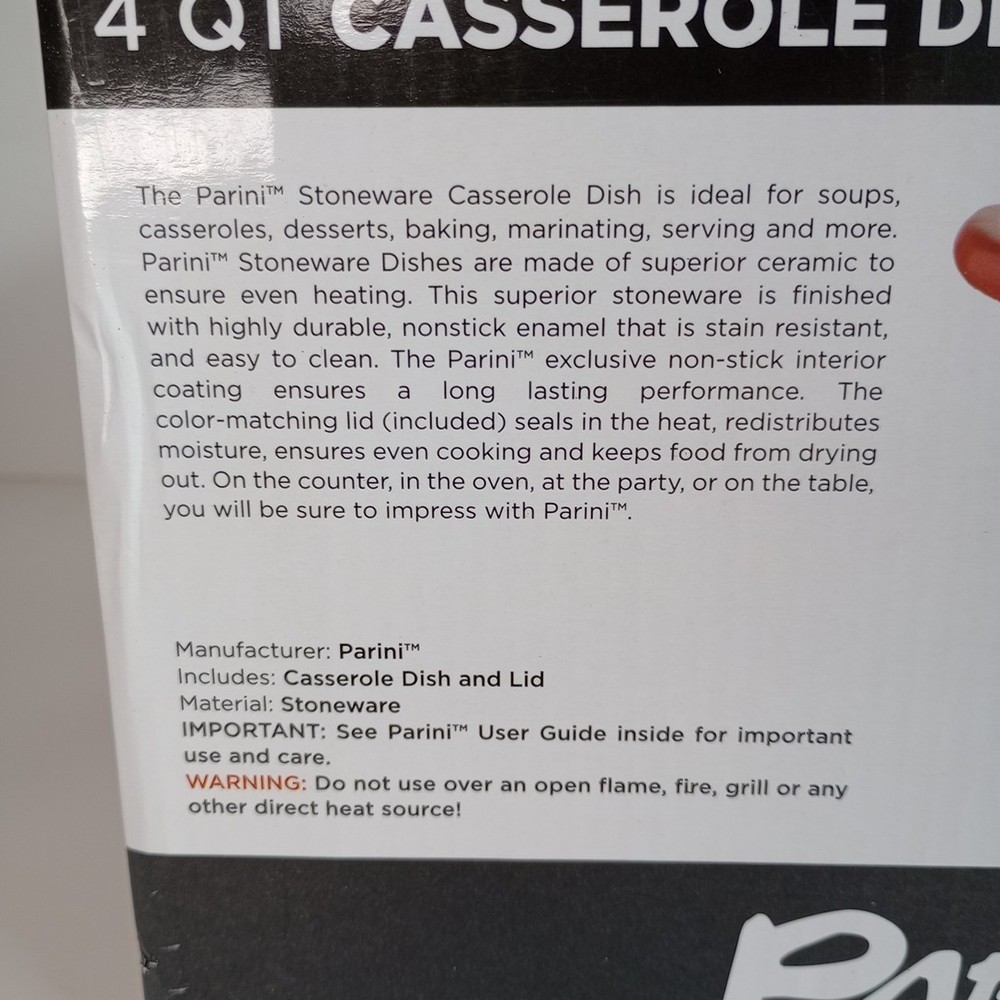 4 QT CASSEROLE
The Parini™ Stoneware Casserole Dish is ideal for soups,
casseroles, desserts, baking, marinating, serving and more.
Parini™ Stoneware Dishes are made of superior ceramic to
ensure even heating. This superior stoneware is finished
with highly durable, nonstick enamel that is stain resistant,
and easy to clean. The Parini™ exclusive non-stick interior
coating ensures a long lasting performance. The
color-matching lid (included) seals in the heat, redistributes
moisture, ensures even cooking and keeps food from drying
out. On the counter, in the oven, at the party, or on the table,
you will be sure to impress with Parini™.
Manufacturer: Parini™
Includes: Casserole Dish and Lid
Material: Stoneware
IMPORTANT: See Parini™ User Guide inside for important
use and care.
WARNING: Do not use over an open flame, fire, grill or any
other direct heat source!